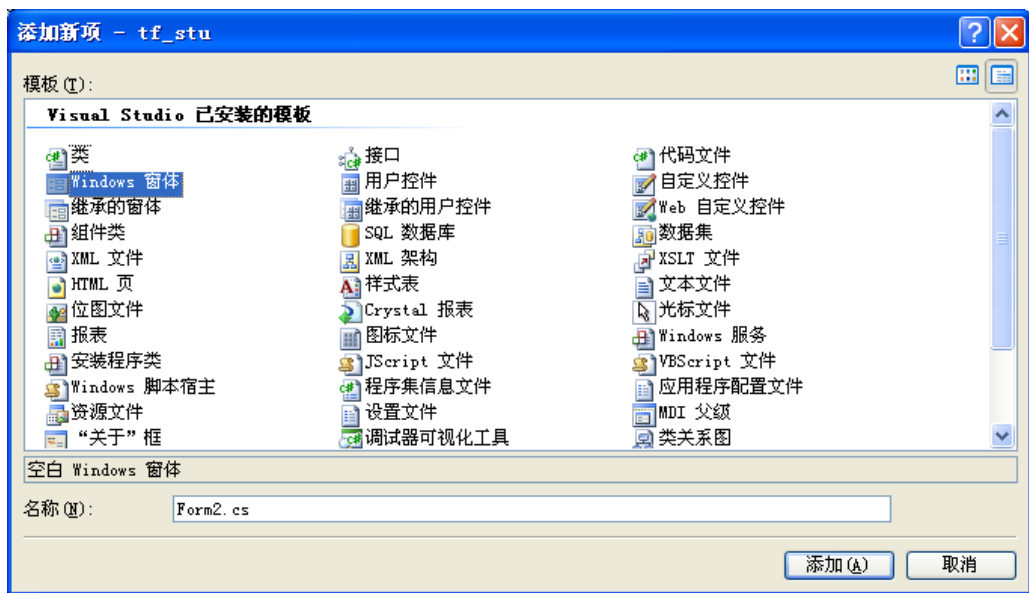 添加新项 - tf_stu
模板(T):
Visual Studio 已安装的模板
类 接口 代码文件
Windows 窗体 用户控件 自定义控件
继承的窗体 继承的用户控件 Web 自定义控件
组件类 SQL 数据库 数据集
XML 文件 XML 架构 XSLT 文件
HTML 页 样式表 文本文件
位图文件 Crystal 报表 光标文件
报表 图标文件 Windows 服务
安装程序类 JScript 文件 VBScript 文件
Windows 脚本宿主 程序集信息文件 应用程序配置文件
资源文件 设置文件 MDI 父级
“关于”框 调试器可视化工具 类关系图
空白 Windows 窗体
名称(N): Form2.cs
添加(A) 取消